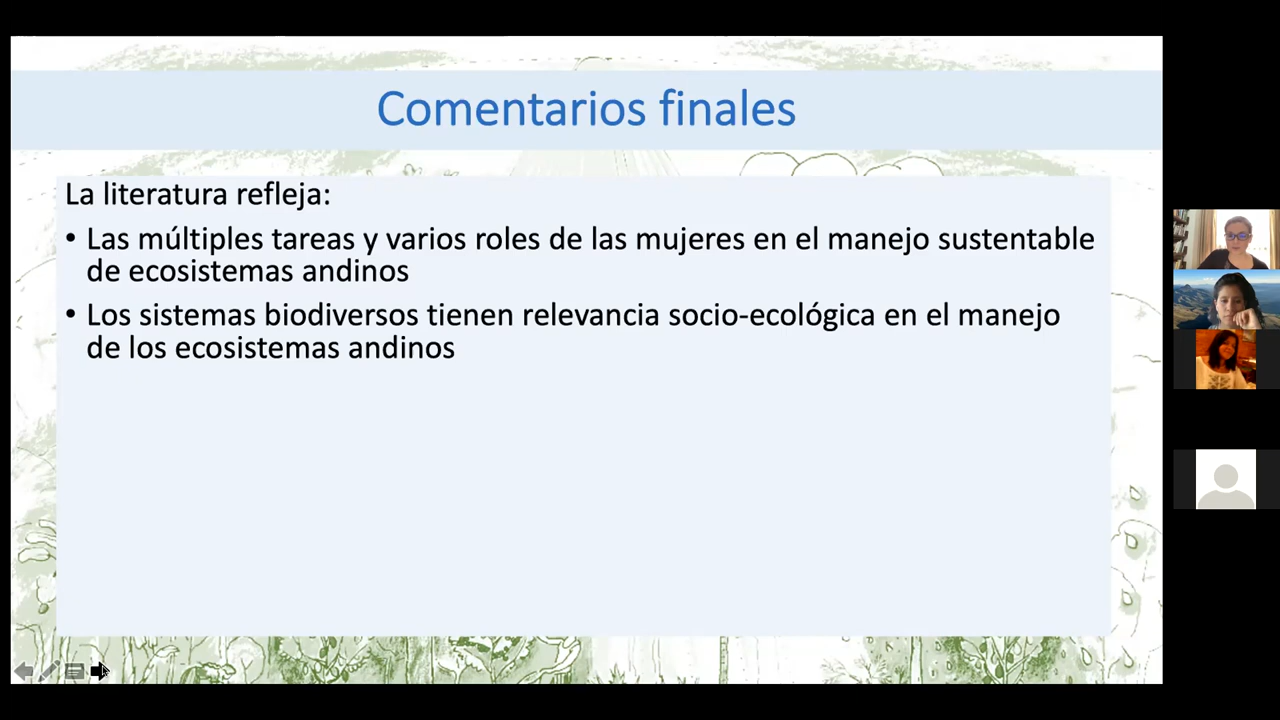 Comentarios finales
La literatura refleja:
• Las múltiples tareas y varios roles de las mujeres en el manejo sustentable
de ecosistemas andinos
• Los sistemas biodiversos tienen relevancia socio-ecológica en el manejo
de los ecosistemas andinos